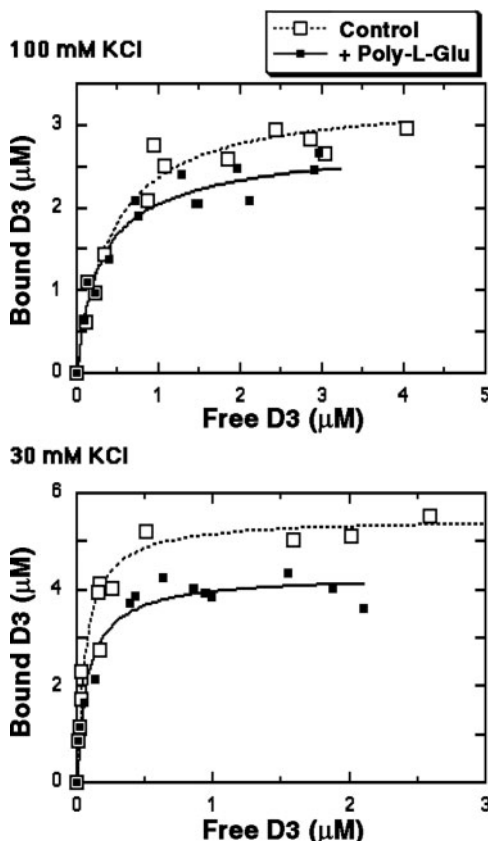 Control
+ Poly-L-Glu
100 mM KCl
3
2
1
0
Bound D3 (μM)
0 1 2 3 4 5
Free D3 (μM)
30 mM KCl
6
4
2
0
Bound D3 (μM)
0 1 2 3
Free D3 (μM)